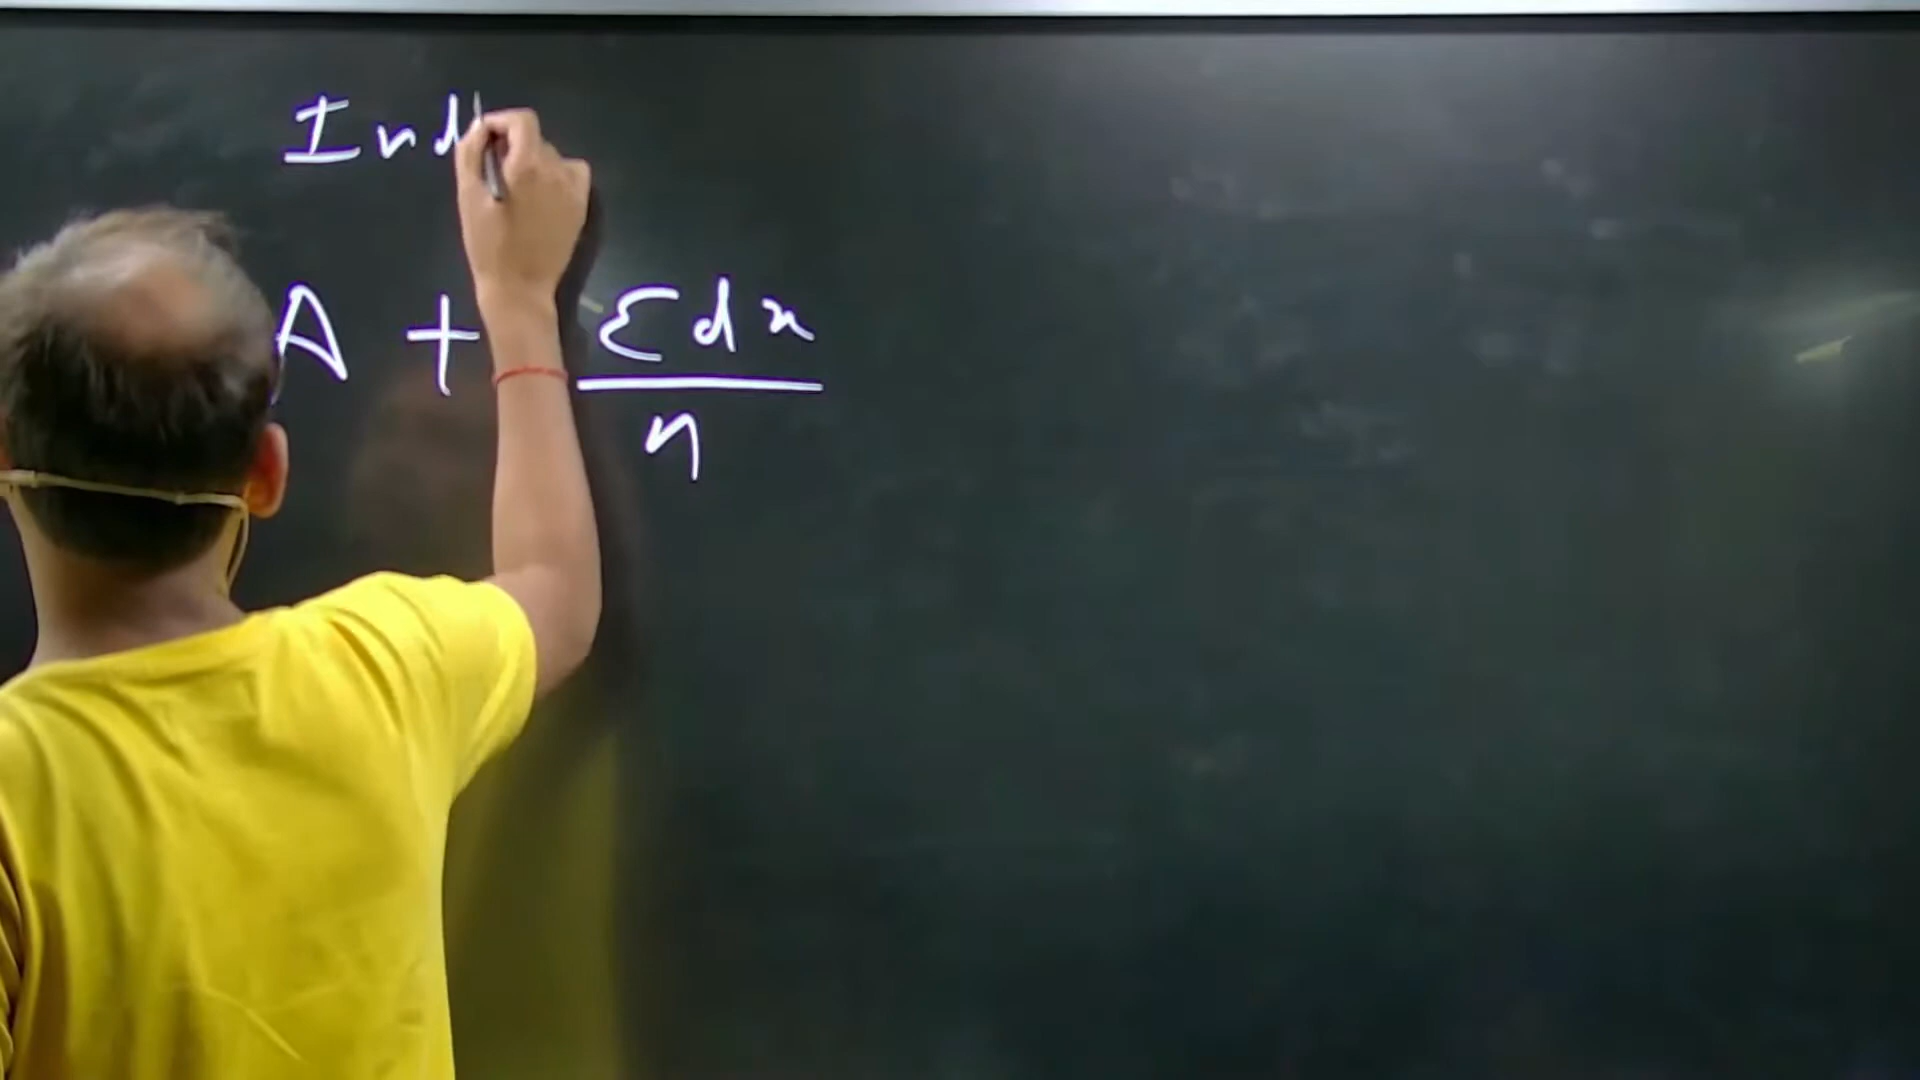 Ind
A + Σdx
n